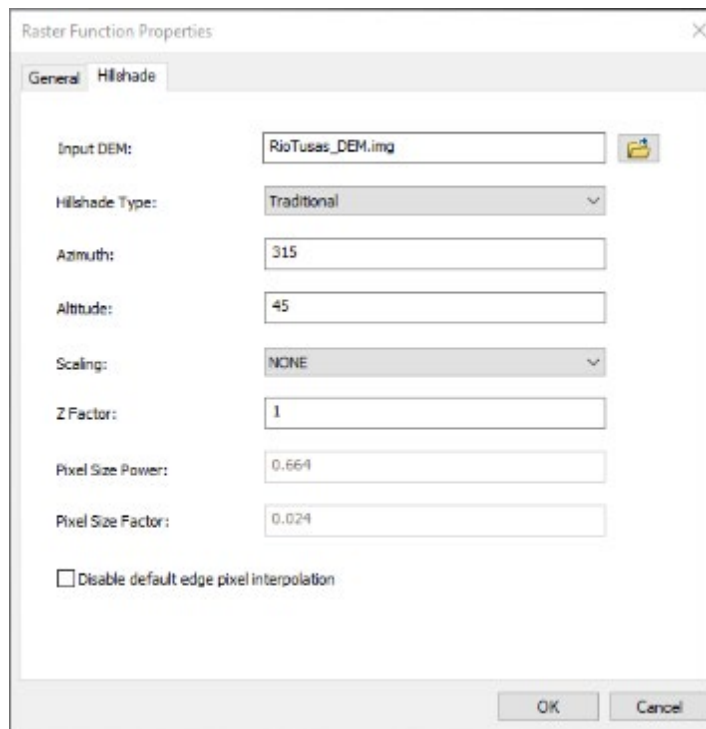 Raster Function Properties
General Hillshade
Input DEM: RioTusas_DEM.img
Hillshade Type: Traditional
Azimuth: 315
Altitude: 45
Scaling: NONE
Z Factor: 1
Pixel Size Power: 0.664
Pixel Size Factor: 0.024
Disable default edge pixel interpolation
OK Cancel